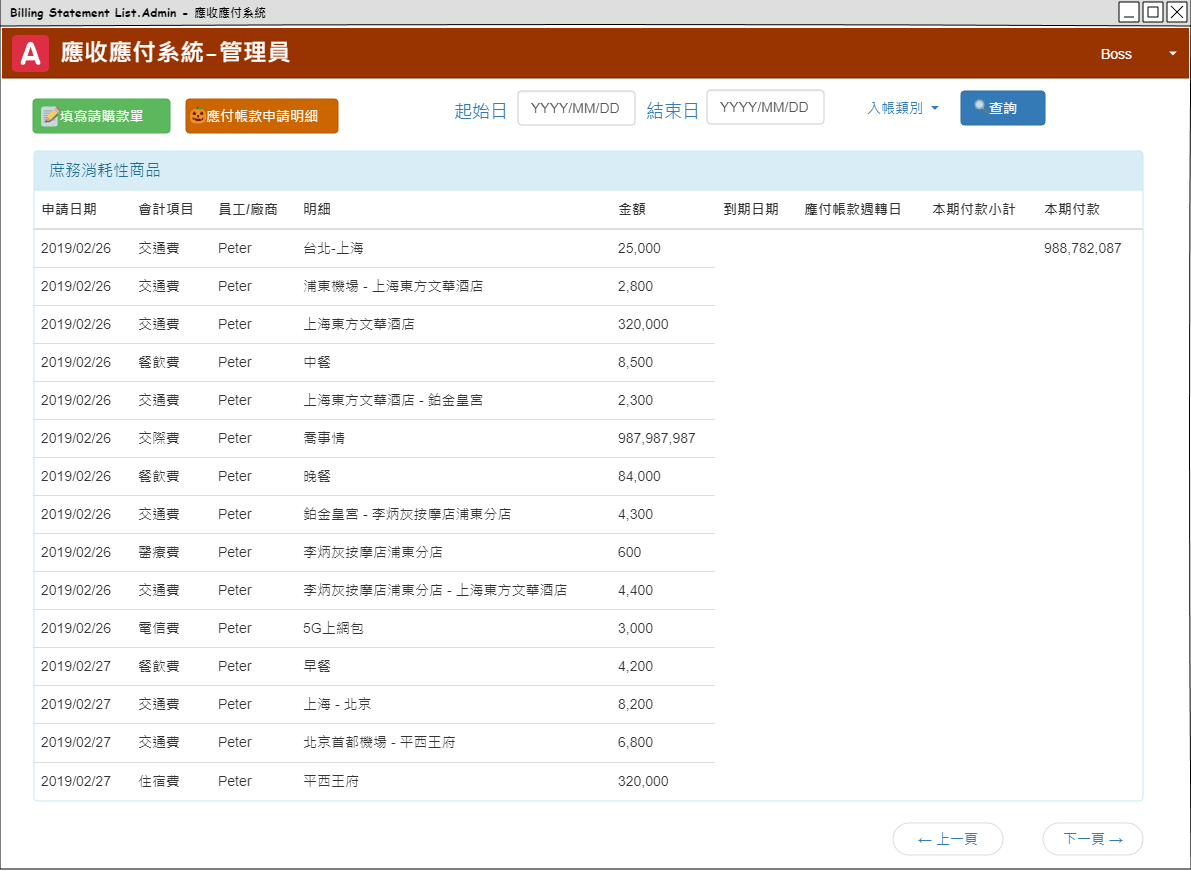 Billing Statement List.Admin - 應收應付系統
A 應收應付系統-管理員 Boss
填寫請購款單 應付帳款申請明細 起始日 YYYY/MM/DD 結束日 YYYY/MM/DD 入帳類別 查詢
庶務消耗性商品
申請日期 會計項目 員工/廠商 明細 金額 到期日期 應付帳款週轉日 本期付款小計 本期付款
2019/02/26 交通費 Peter 台北-上海 25,000 988,782,087
2019/02/26 交通費 Peter 浦東機場 - 上海東方文華酒店 2,800
2019/02/26 交通費 Peter 上海東方文華酒店 320,000
2019/02/26 餐飲費 Peter 中餐 8,500
2019/02/26 交通費 Peter 上海東方文華酒店 - 鉑金皇宮 2,300
2019/02/26 交際費 Peter 喬事情 987,987,987
2019/02/26 餐飲費 Peter 晚餐 84,000
2019/02/26 交通費 Peter 鉑金皇宮 - 李炳灰按摩店浦東分店 4,300
2019/02/26 醫療費 Peter 李炳灰按摩店浦東分店 600
2019/02/26 交通費 Peter 李炳灰按摩店浦東分店 - 上海東方文華酒店 4,400
2019/02/26 電信費 Peter 5G上網包 3,000
2019/02/27 餐飲費 Peter 早餐 4,200
2019/02/27 交通費 Peter 上海 - 北京 8,200
2019/02/27 交通費 Peter 北京首都機場 - 平西王府 6,800
2019/02/27 住宿費 Peter 平西王府 320,000
← 上一頁 下一頁 →